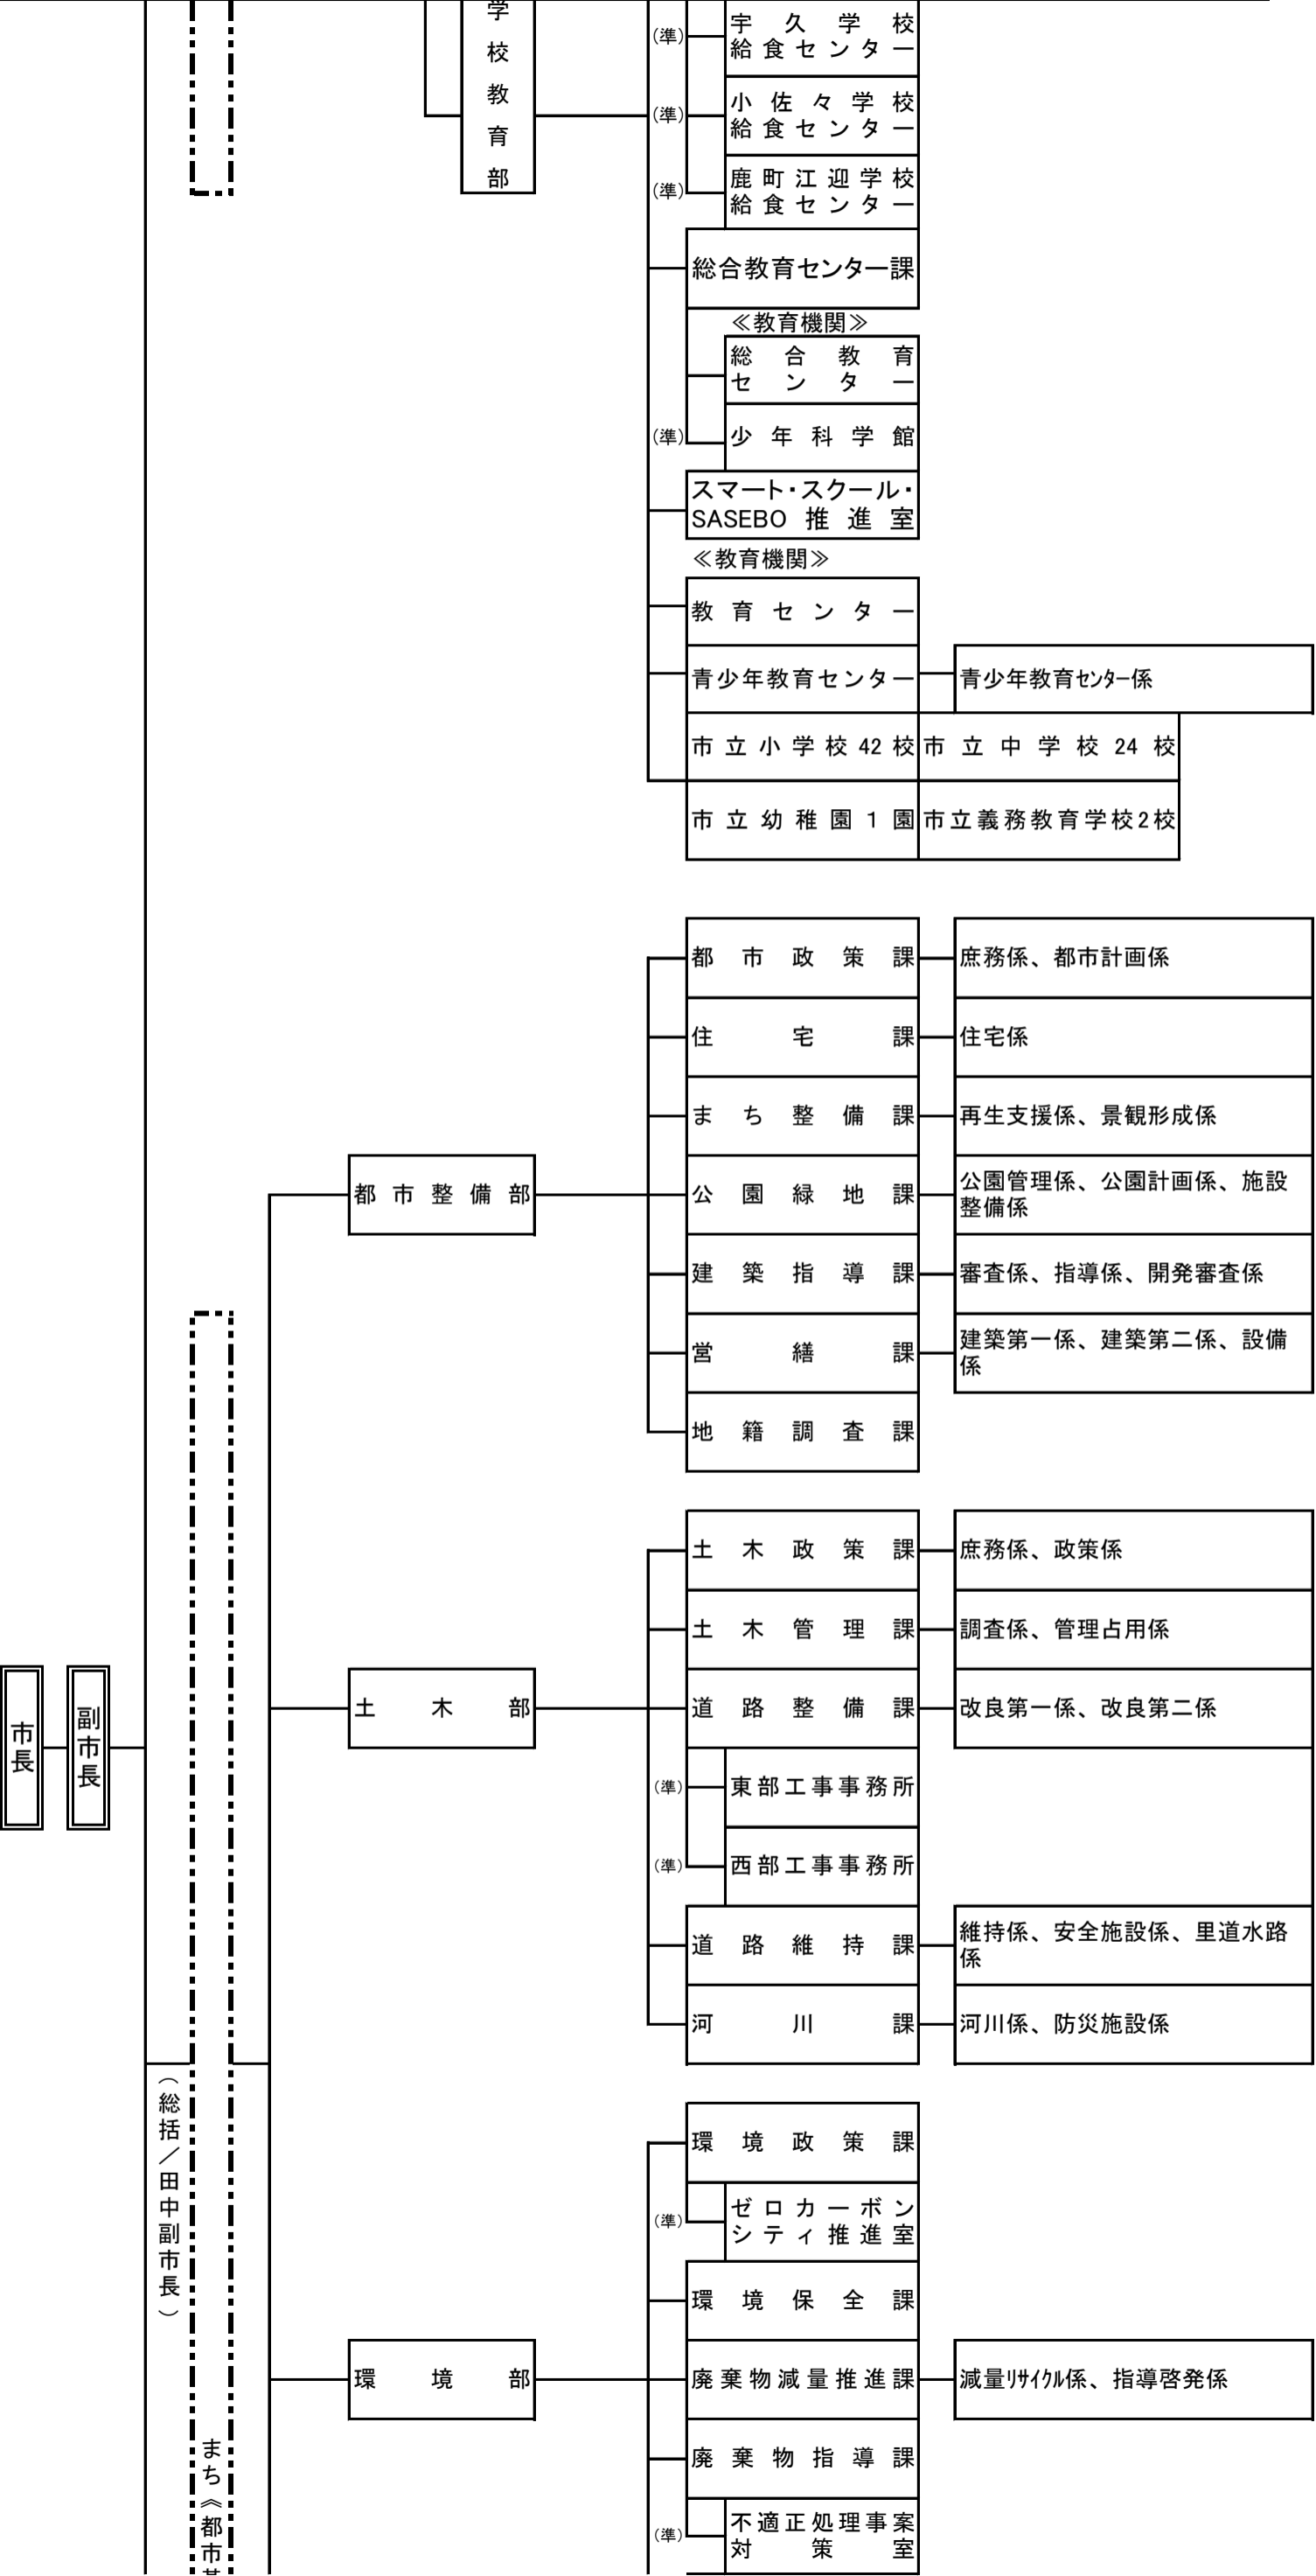 学校教育部
(準)
宇久学校
給食センター
(準)
小佐々学校
給食センター
(準)
鹿町江迎学校
給食センター
総合教育センター課
≪教育機関≫
総合教育
センター
(準)
少年科学館
スマート・スクール・
SASEBO推進室
≪教育機関≫
教育センター
青少年教育センター
青少年教育ｾﾝﾀｰ係
市立小学校42校
市立中学校24校
市立幼稚園1園
市立義務教育学校2校
都市整備部
都市政策課
庶務係、都市計画係
住宅課
住宅係
まち整備課
再生支援係、景観形成係
公園緑地課
公園管理係、公園計画係、施設
整備係
建築指導課
審査係、指導係、開発審査係
営繕課
建築第一係、建築第二係、設備
係
地籍調査課
市長
副市長
土木部
土木政策課
庶務係、政策係
土木管理課
調査係、管理占用係
道路整備課
改良第一係、改良第二係
(準)
東部工事事務所
(準)
西部工事事務所
道路維持課
維持係、安全施設係、里道水路
係
河川課
河川係、防災施設係
（総括／田中副市長）
まち《都市
環境部
環境政策課
(準)
ゼロカーボン
シティ推進室
環境保全課
廃棄物減量推進課
減量ﾘｻｲｸﾙ係、指導啓発係
廃棄物指導課
(準)
不適正処理事案
対策室